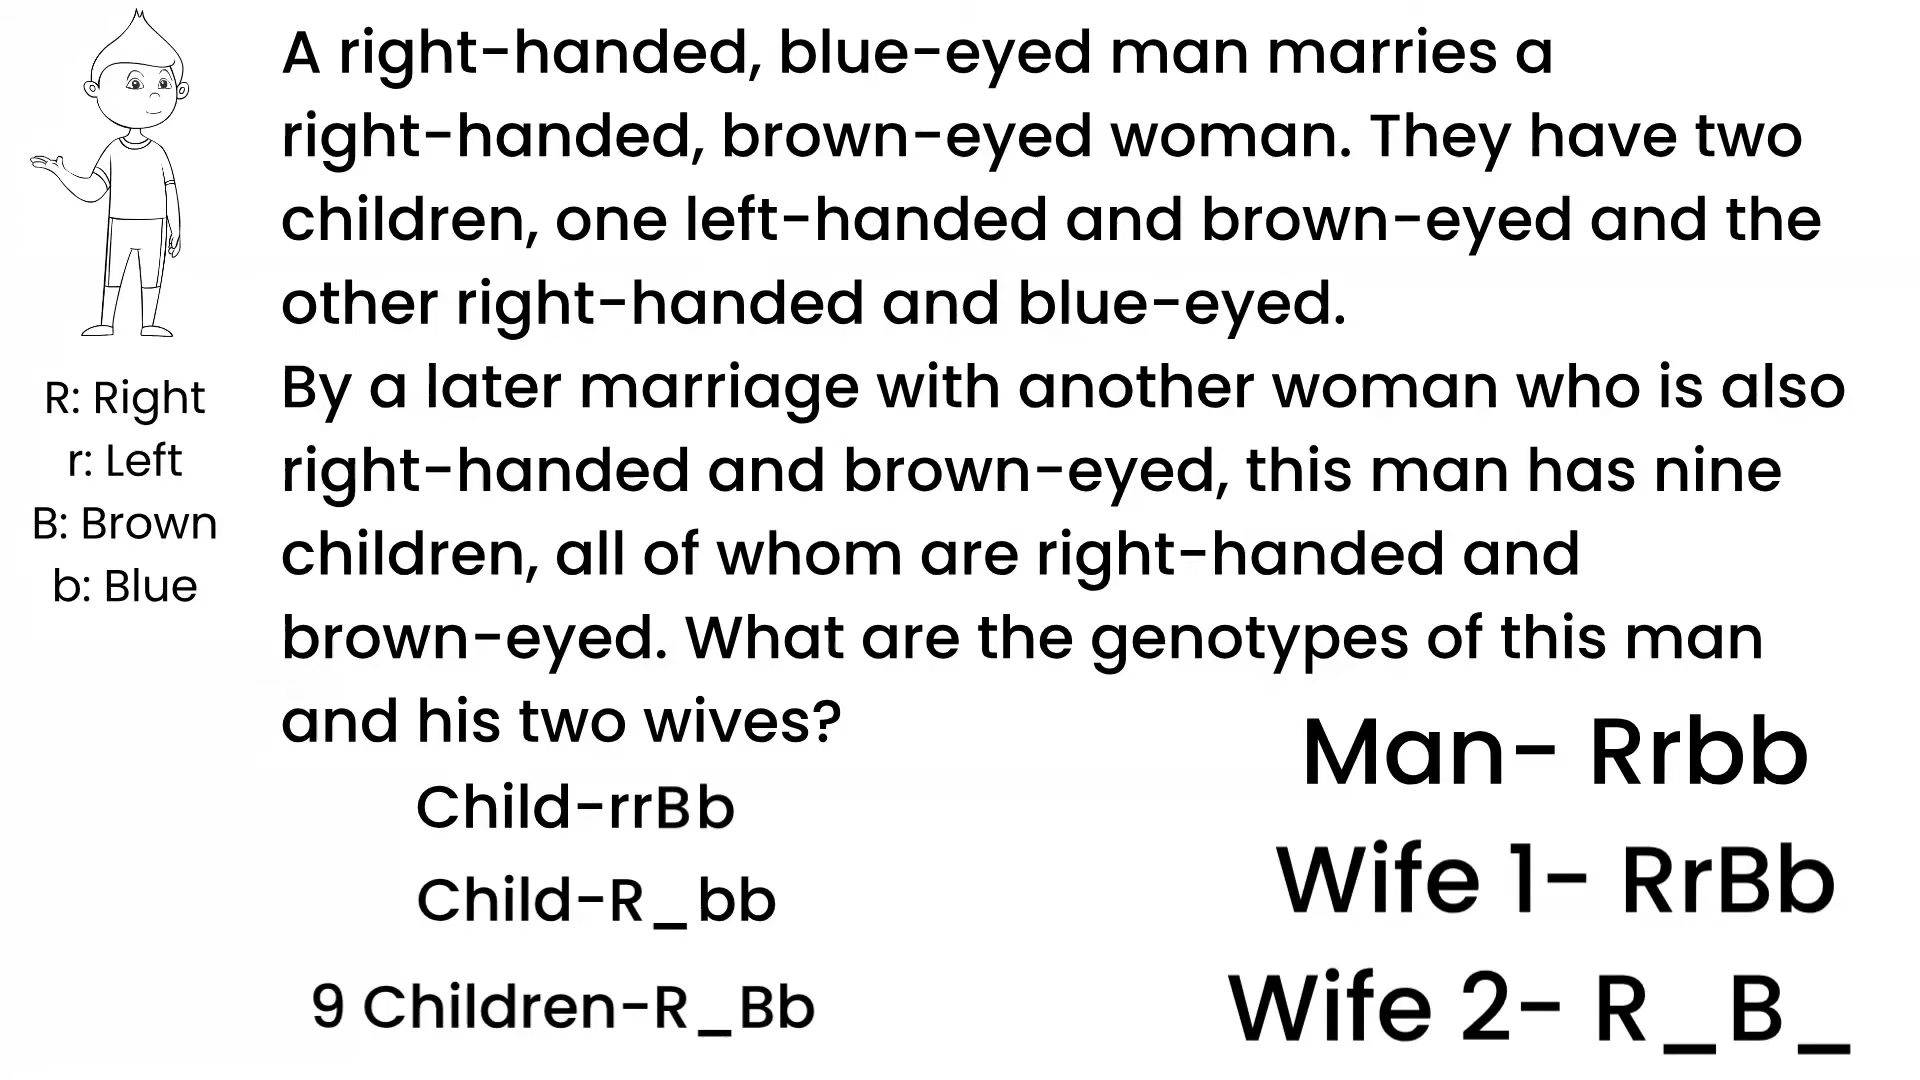 A right-handed, blue-eyed man marries a
right-handed, brown-eyed woman. They have two
children, one left-handed and brown-eyed and the
other right-handed and blue-eyed.
By a later marriage with another woman who is also
right-handed and brown-eyed, this man has nine
children, all of whom are right-handed and
brown-eyed. What are the genotypes of this man
and his two wives?
R: Right
r: Left
B: Brown
b: Blue
Child-rrBb
Child-R_bb
9 Children-R_Bb
Man- Rrbb
Wife 1- RrBb
Wife 2- R_B_